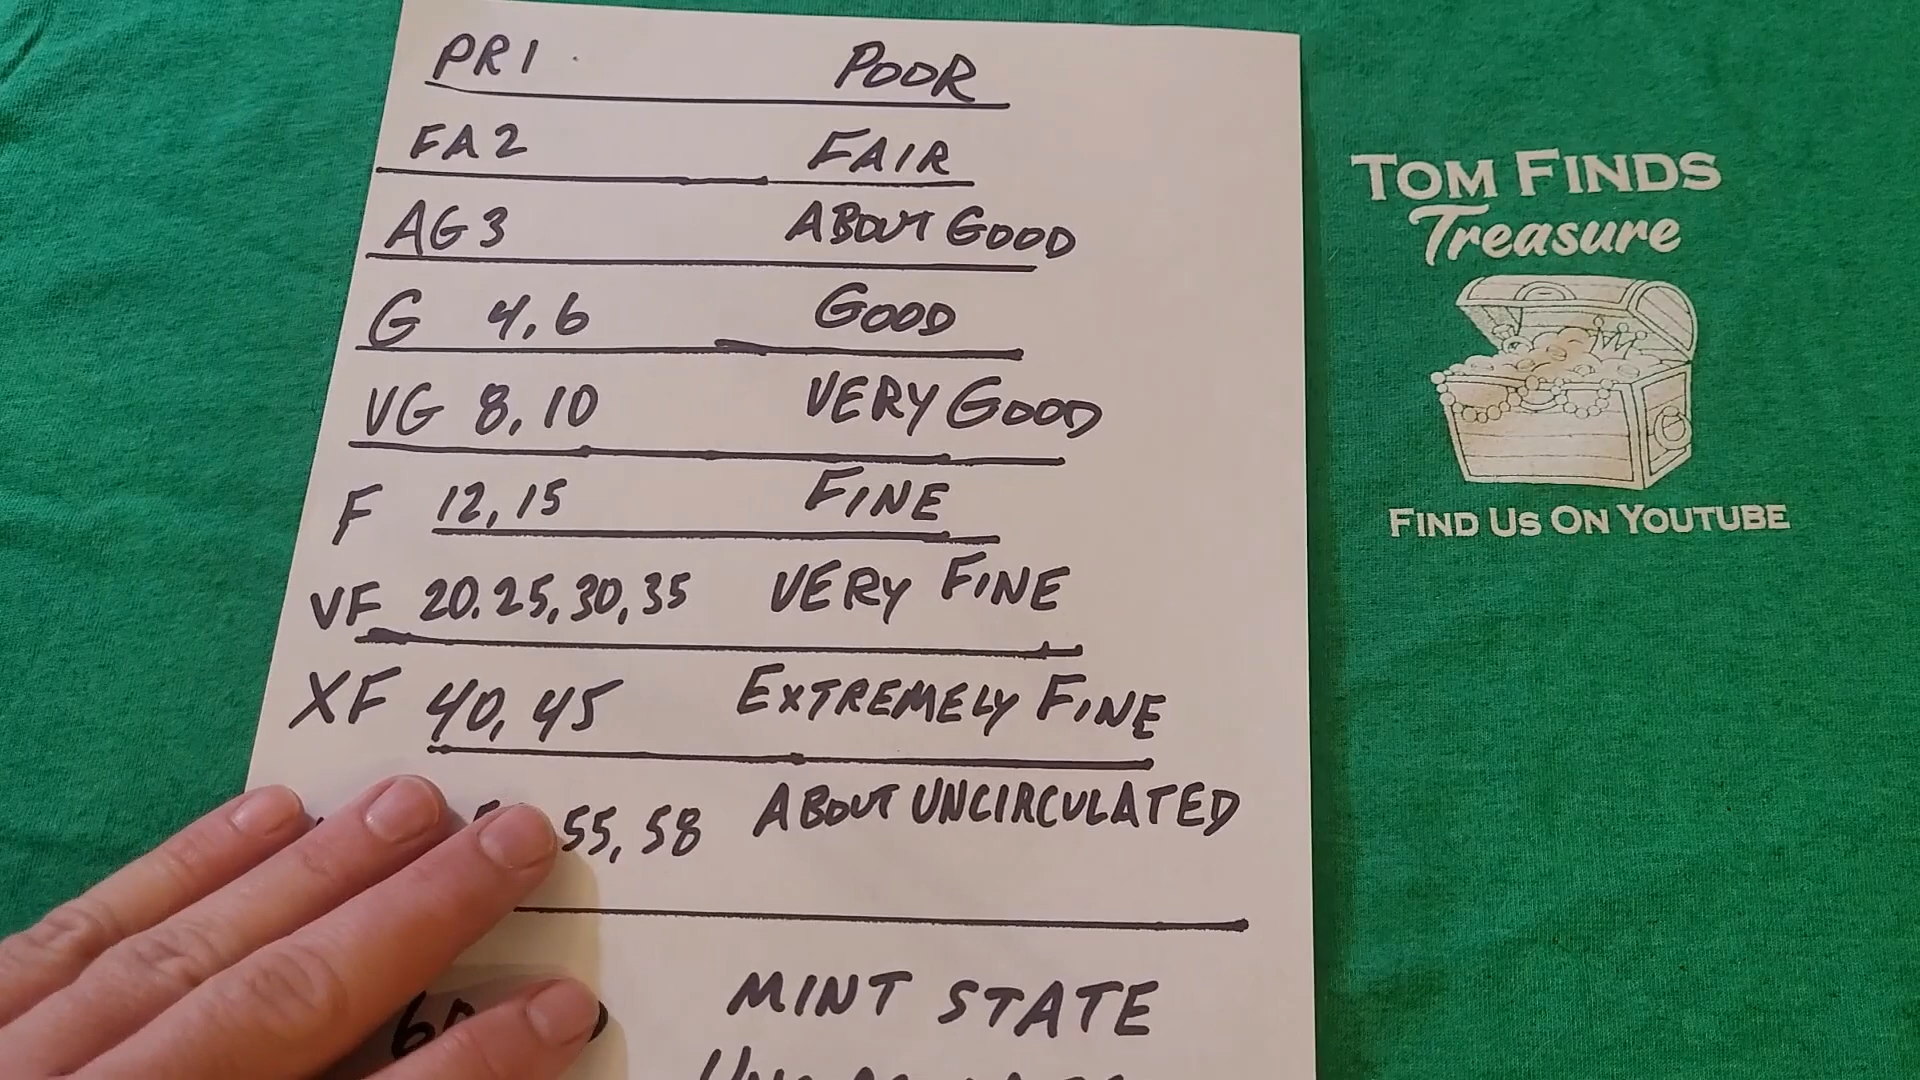 PR1 POOR
FA2 FAIR
AG3 ABOUT GOOD
G 4,6 GOOD
VG 8,10 VERY GOOD
F 12,15 FINE
VF 20.25,30,35 VERY FINE
XF 40,45 EXTREMELY FINE
55,58 ABOUT UNCIRCULATED
MINT STATE
TOM FINDS
Treasure
FIND US ON YOUTUBE